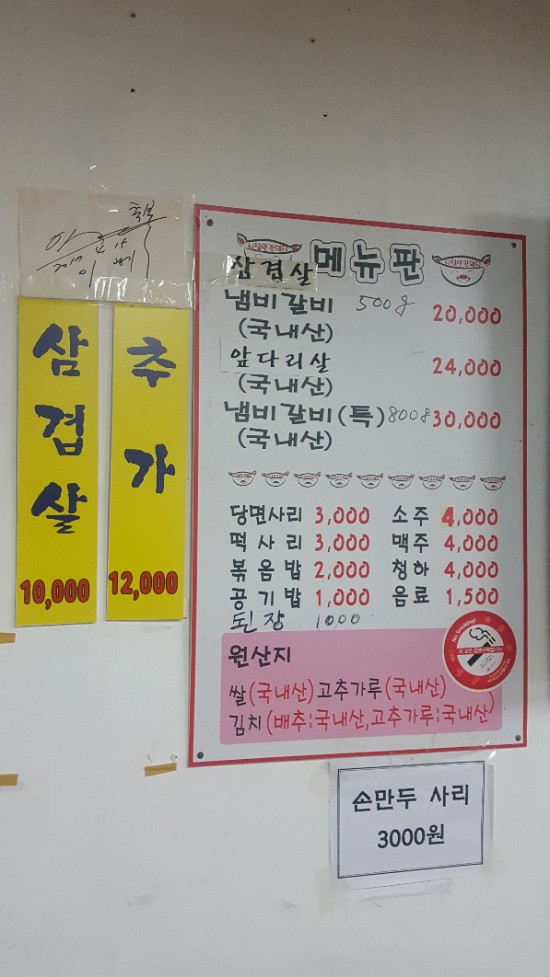 축복
삼겹살
10,000
추가
12,000
메뉴판
삼겹살
냄비갈비 500g 20,000
(국내산)
앞다리살 24,000
(국내산)
냄비갈비(특) 800g 30,000
(국내산)
당면사리 3,000 소주 4,000
떡사리 3,000 맥주 4,000
볶음밥 2,000 청하 4,000
공기밥 1,000 음료 1,500
된장 1000
원산지
No Smoking!
쌀(국내산)고추가루(국내산)
김치(배추:국내산,고추가루:국내산)
손만두 사리
3000원